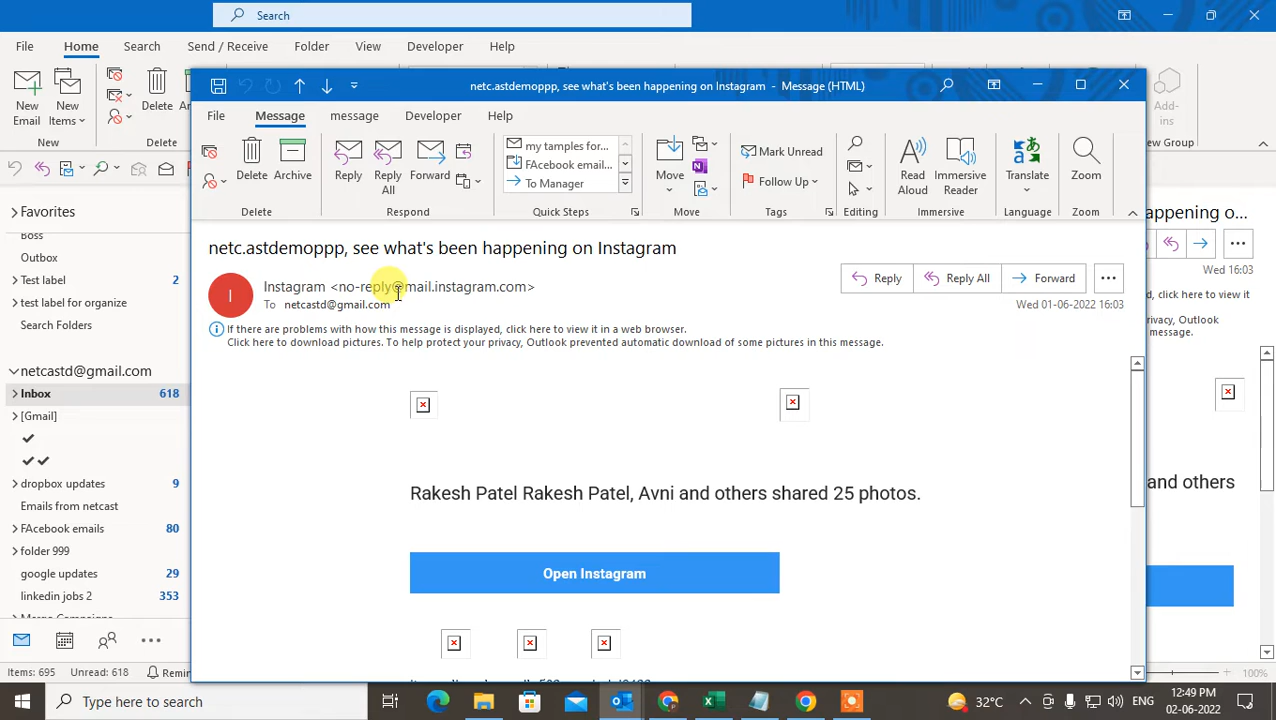 Search
File Home Search Send / Receive Folder View Developer Help
New Email
New Items
Delete
New
Delete
Add-ins
netc.astdemoppp, see what's been happening on Instagram - Message (HTML)
File Message message Developer Help
Delete
Archive
Reply
Reply All
Forward
my tamples for...
FAcebook email...
To Manager
Move
Mark Unread
Follow Up
Read Aloud
Immersive Reader
Translate
Zoom
Delete Respond Quick Steps Move Tags Editing Immersive Language Zoom
netc.astdemoppp, see what's been happening on Instagram
I
Instagram <no-reply@mail.instagram.com>
To netcastd@gmail.com
Reply Reply All Forward
Wed 01-06-2022 16:03
If there are problems with how this message is displayed, click here to view it in a web browser.
Click here to download pictures. To help protect your privacy, Outlook prevented automatic download of some pictures in this message.
Rakesh Patel Rakesh Patel, Avni and others shared 25 photos.
Open Instagram
Favorites
Boss
Outbox
Test label 2
test label for organize
Search Folders
netcastd@gmail.com
Inbox 618
[Gmail]
dropbox updates 9
Emails from netcast
FAcebook emails 80
folder 999
google updates 29
linkedin jobs 2 353
Items: 695 Unread: 618
ppening o...
Wed 16:03
rivacy, Outlook
message.
and others
100%
Type here to search
32°C
ENG
12:49 PM
02-06-2022